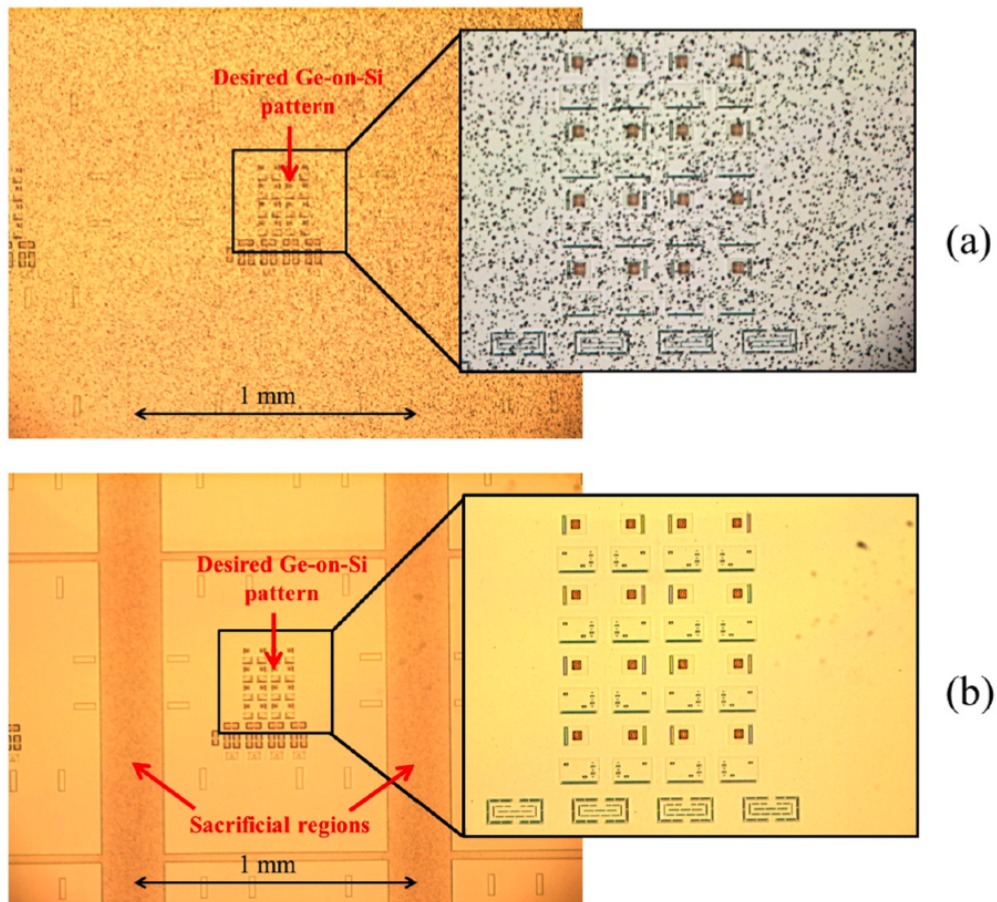 Desired Ge-on-Si
pattern
1 mm
(a)
Desired Ge-on-Si
pattern
Sacrificial regions
1 mm
(b)